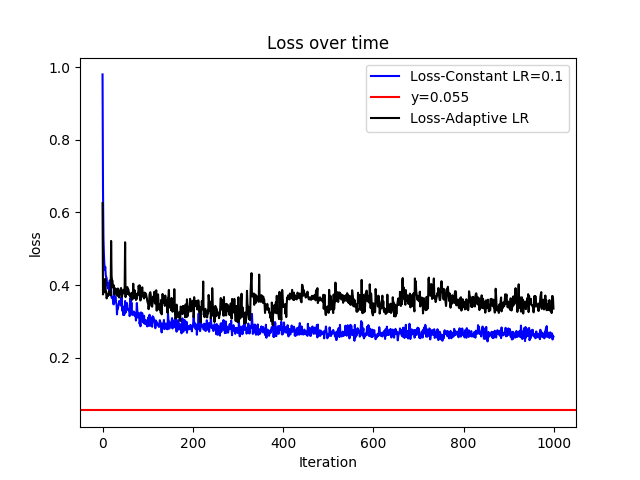 Loss over time
Loss-Constant LR=0.1
y=0.055
Loss-Adaptive LR
1.0
0.8
0.6
0.4
0.2
loss
0 200 400 600 800 1000
Iteration